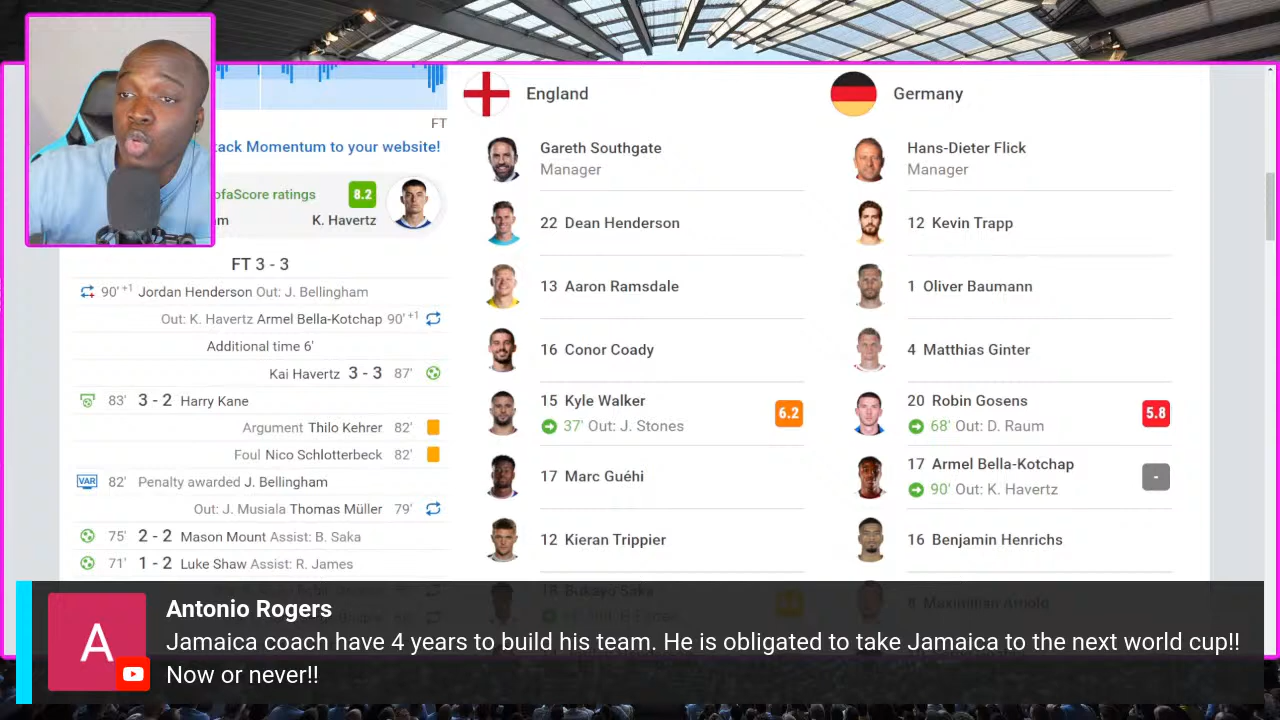 England
Germany
FT
tack Momentum to your website!
Gareth Southgate
Manager
Hans-Dieter Flick
Manager
ofaScore ratings
8.2
K. Havertz
22 Dean Henderson
12 Kevin Trapp
FT 3 - 3
90' +1 Jordan Henderson Out: J. Bellingham
13 Aaron Ramsdale
1 Oliver Baumann
Out: K. Havertz Armel Bella-Kotchap 90' +1
Additional time 6'
16 Conor Coady
4 Matthias Ginter
Kai Havertz 3 - 3 87'
83' 3 - 2 Harry Kane
15 Kyle Walker
37' Out: J. Stones
6.2
20 Robin Gosens
68' Out: D. Raum
5.8
Argument Thilo Kehrer 82'
Foul Nico Schlotterbeck 82'
VAR 82' Penalty awarded J. Bellingham
17 Marc Guéhi
17 Armel Bella-Kotchap
90' Out: K. Havertz
-
Out: J. Musiala Thomas Müller 79'
75' 2 - 2 Mason Mount Assist: B. Saka
12 Kieran Trippier
16 Benjamin Henrichs
71' 1 - 2 Luke Shaw Assist: R. James
18 Bukayo Saka
8 Maximilian Arnold
A
Antonio Rogers
Jamaica coach have 4 years to build his team. He is obligated to take Jamaica to the next world cup!!
Now or never!!